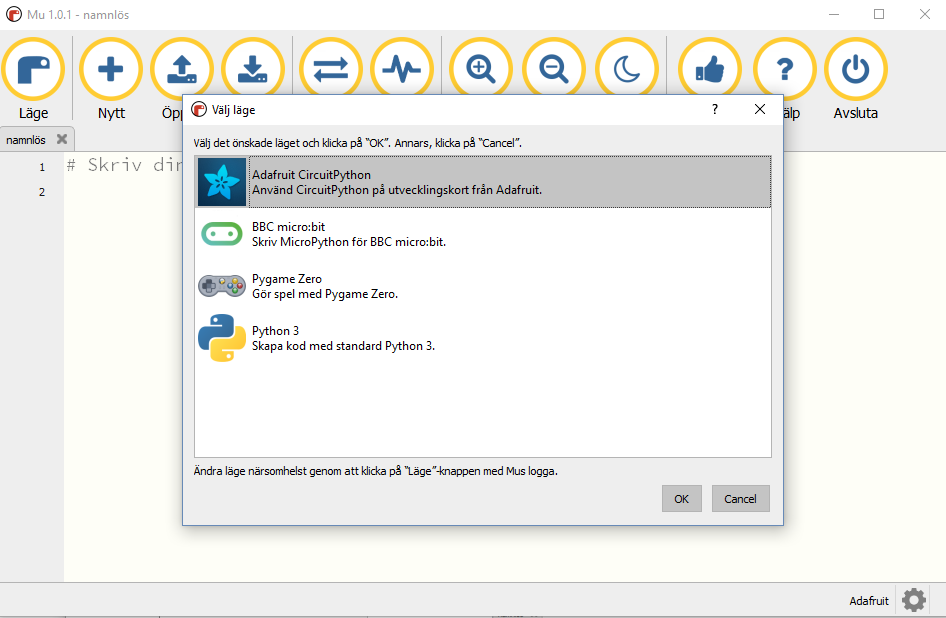 Mu 1.0.1 - namnlös
Läge
Nytt
Avsluta
namnlös
1
# Skriv
2
Välj läge
?
Välj det önskade läget och klicka på “OK”. Annars, klicka på “Cancel”.
Adafruit CircuitPython
Använd CircuitPython på utvecklingskort från Adafruit.
BBC micro:bit
Skriv MicroPython för BBC micro:bit.
Pygame Zero
Gör spel med Pygame Zero.
Python 3
Skapa kod med standard Python 3.
Ändra läge närsomhelst genom att klicka på “Läge”-knappen med Mus logga.
OK
Cancel
Adafruit